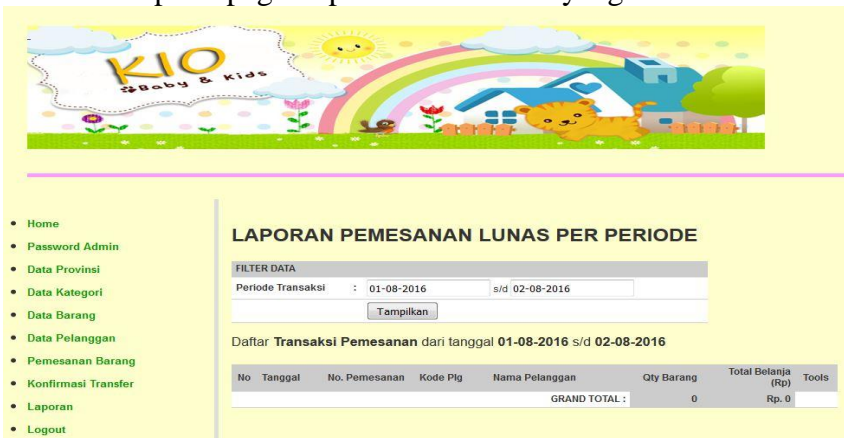 KIO
Baby & Kids
Home
Password Admin
Data Provinsi
Data Kategori
Data Barang
Data Pelanggan
Pemesanan Barang
Konfirmasi Transfer
Laporan
Logout
LAPORAN PEMESANAN LUNAS PER PERIODE
FILTER DATA
Periode Transaksi : 01-08-2016 s/d 02-08-2016
Tampilkan
Daftar Transaksi Pemesanan dari tanggal 01-08-2016 s/d 02-08-2016
No Tanggal No. Pemesanan Kode Plg Nama Pelanggan Qty Barang Total Belanja (Rp) Tools
GRAND TOTAL : 0 Rp. 0